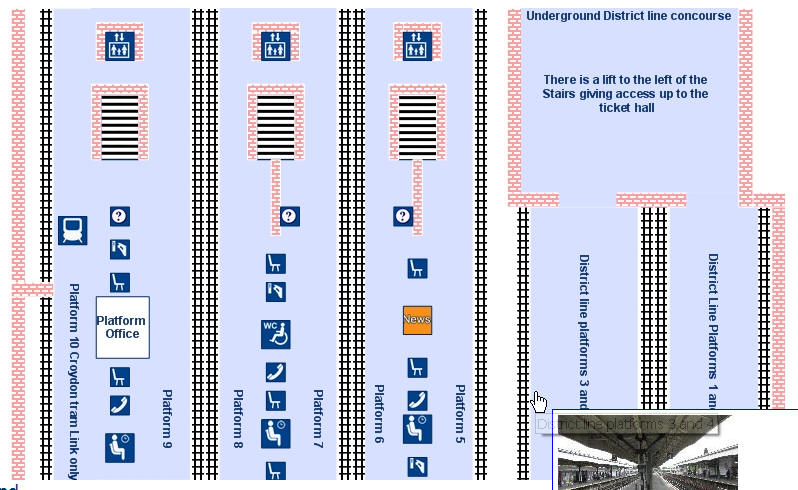 Underground District line concourse
There is a lift to the left of the
Stairs giving access up to the
ticket hall
?
?
?
Platform
Office
News
WC
Platform 10 Croydon tram Link only
Platform 9
Platform 8
Platform 7
Platform 6
Platform 5
District line platforms 3 and
District Line Platforms 1 an
District line platforms 3 and 4